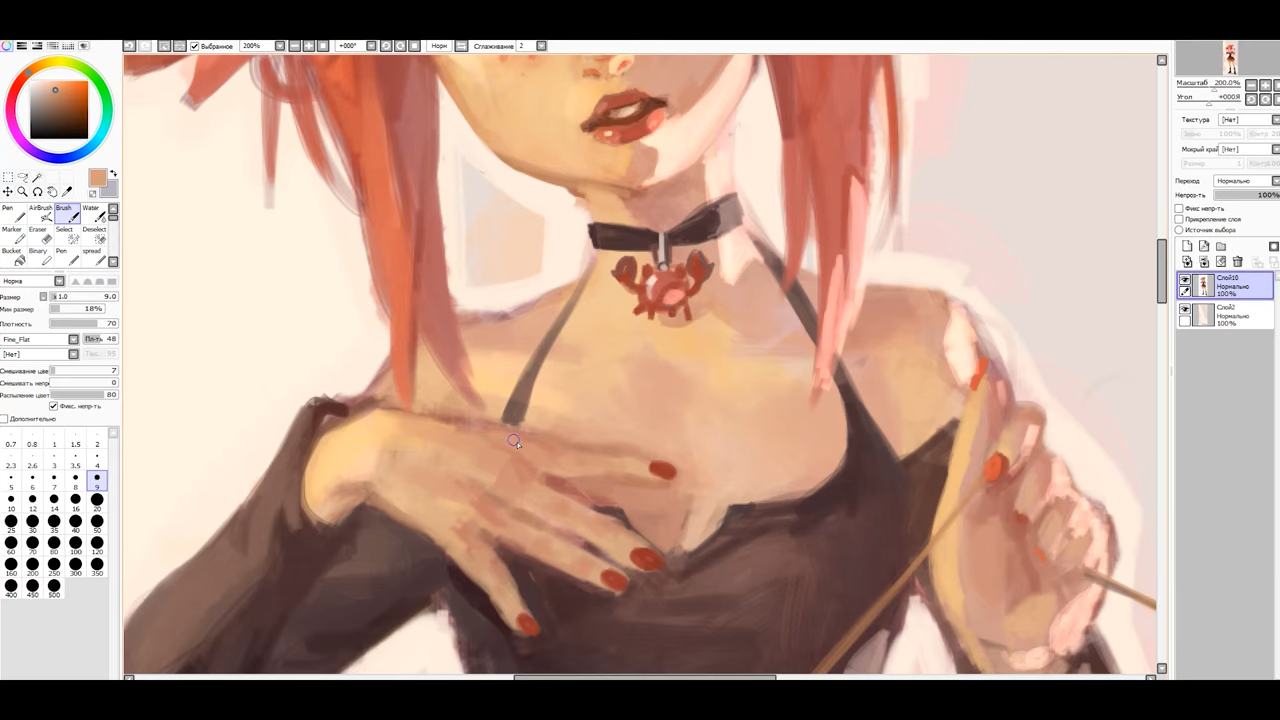 Выбранное 200% +000° Норм Сглаживание 2
Масштаб 200.0%
Угол +000Я
Текстура [Нет]
100%
Мокрый край [Нет]
Размер 1 100%
Переход Нормально
Непроз-ть 100%
Фикс непр-ть
Прикрепление слоя
Источник выбора
Слой10
Нормально
100%
Слой2
Нормально
100%
Pen AirBrush Brush Water
Marker Eraser Select Deselect
Bucket Binary Pen spread
Норма
Размер x 1.0 9.0
Мин размер 18%
Плотность 70
Fine_Flat 48
[Нет] 95
Смешивание цве 7
Смешивать непр 0
Распыление цвет 80
Фикс. непр-ть
Дополнительно
0.7 0.8 1 1.5 2
2.3 2.6 3 3.5 4
5 6 7 8 9
10 12 14 16 20
25 30 35 40 50
60 70 80 100 120
160 200 250 300 350
400 450 500